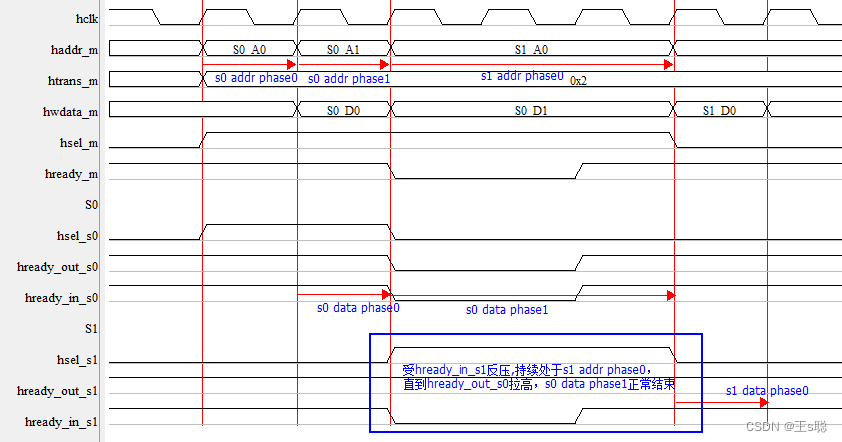 hclk
haddr_m S0_A0 S0_A1 S1_A0
s0 addr phase0 s0 addr phase1 s1 addr phase0
htrans_m 0x2
hwdata_m S0_D0 S0_D1 S1_D0
hsel_m
hready_m
S0
hsel_s0
hready_out_s0
hready_in_s0
s0 data phase0 s0 data phase1
S1
hsel_s1
受hready_in_s1反压,持续处于s1 addr phase0，
直到hready_out_s0拉高，s0 data phase1正常结束
hready_out_s1
s1 data phase0
hready_in_s1
CSDN @王s聪